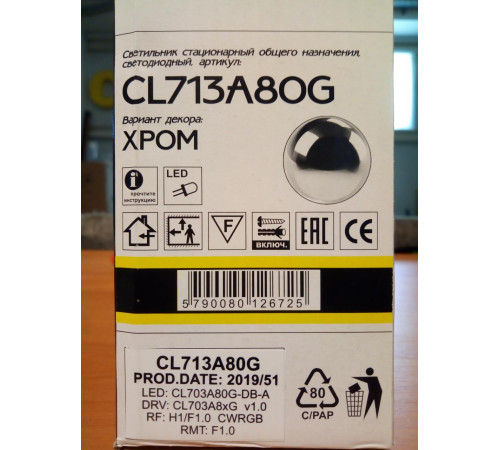 Светильник стационарный общего назначения,
светодиодный, артикул:
CL713A80G
Вариант декора:
ХРОМ
LED
прочтите
инструкцию
F
ВКЛЮЧ.
EAC
CE
5790080 126725
CL713A80G
PROD.DATE: 2019/51
LED: CL703A80G-DB-A
DRV: CL703A8xG v1.0
RF: H1/F1.0 CWRGB
RMT: F1.0
80
C/PAP